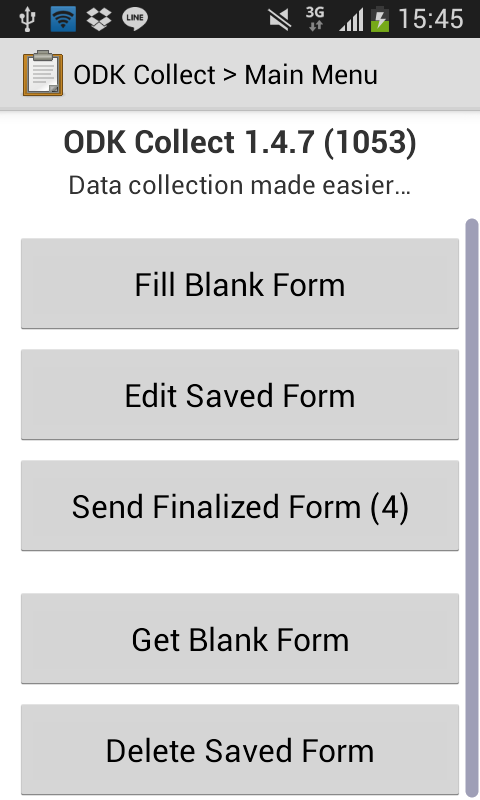 LINE 3G 15:45
ODK Collect > Main Menu
ODK Collect 1.4.7 (1053)
Data collection made easier...
Fill Blank Form
Edit Saved Form
Send Finalized Form (4)
Get Blank Form
Delete Saved Form